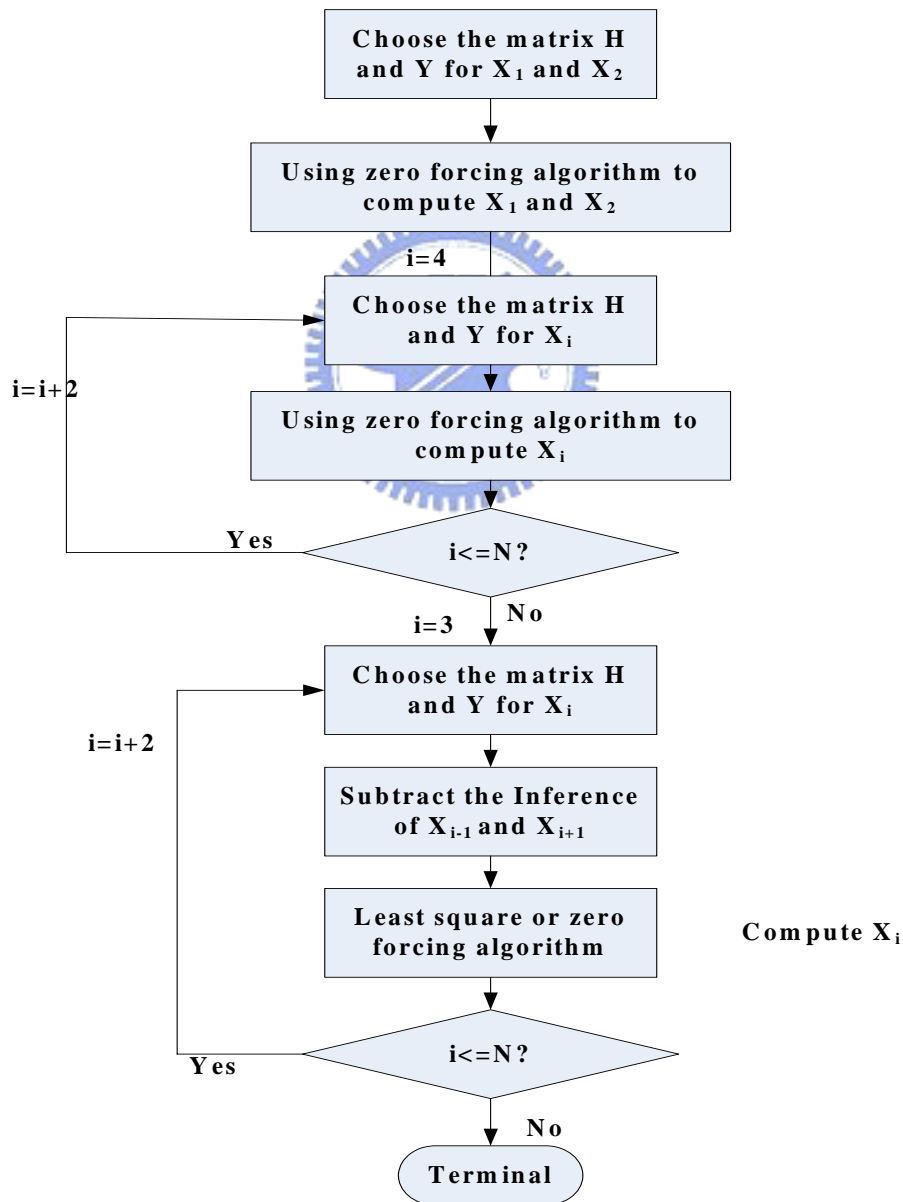 Choose the matrix H
and Y for X₁ and X₂
Using zero forcing algorithm to
compute X₁ and X₂
i=4
Choose the matrix H
and Y for Xᵢ
i=i+2
Using zero forcing algorithm to
compute Xᵢ
Yes
i<=N?
No
i=3
Choose the matrix H
and Y for Xᵢ
i=i+2
Subtract the Inference
of Xᵢ₋₁ and Xᵢ₊₁
Least square or zero
forcing algorithm
Compute Xᵢ
i<=N?
Yes
No
Terminal